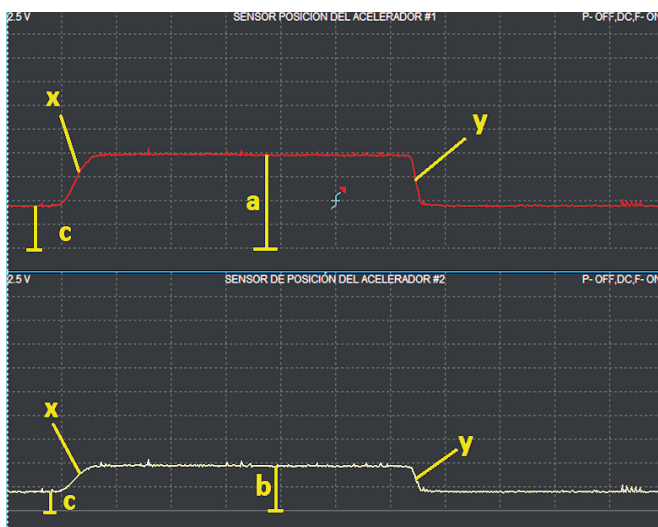 2.5 V SENSOR POSICIÓN DEL ACELERADOR #1 P- OFF,DC,F- ON
x
y
a
c
2.5 V SENSOR DE POSICIÓN DEL ACELERADOR #2 P- OFF,DC,F- ON
x
y
b
c